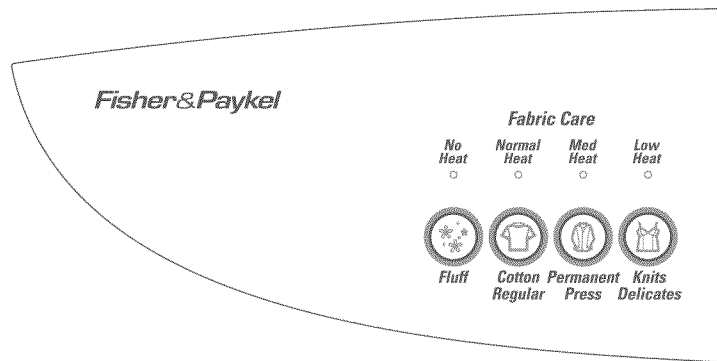 Fisher&Paykel
Fabric Care
No Normal Med Low
Heat Heat Heat Heat
Fluff Cotton Permanent Knits
Regular Press Delicates